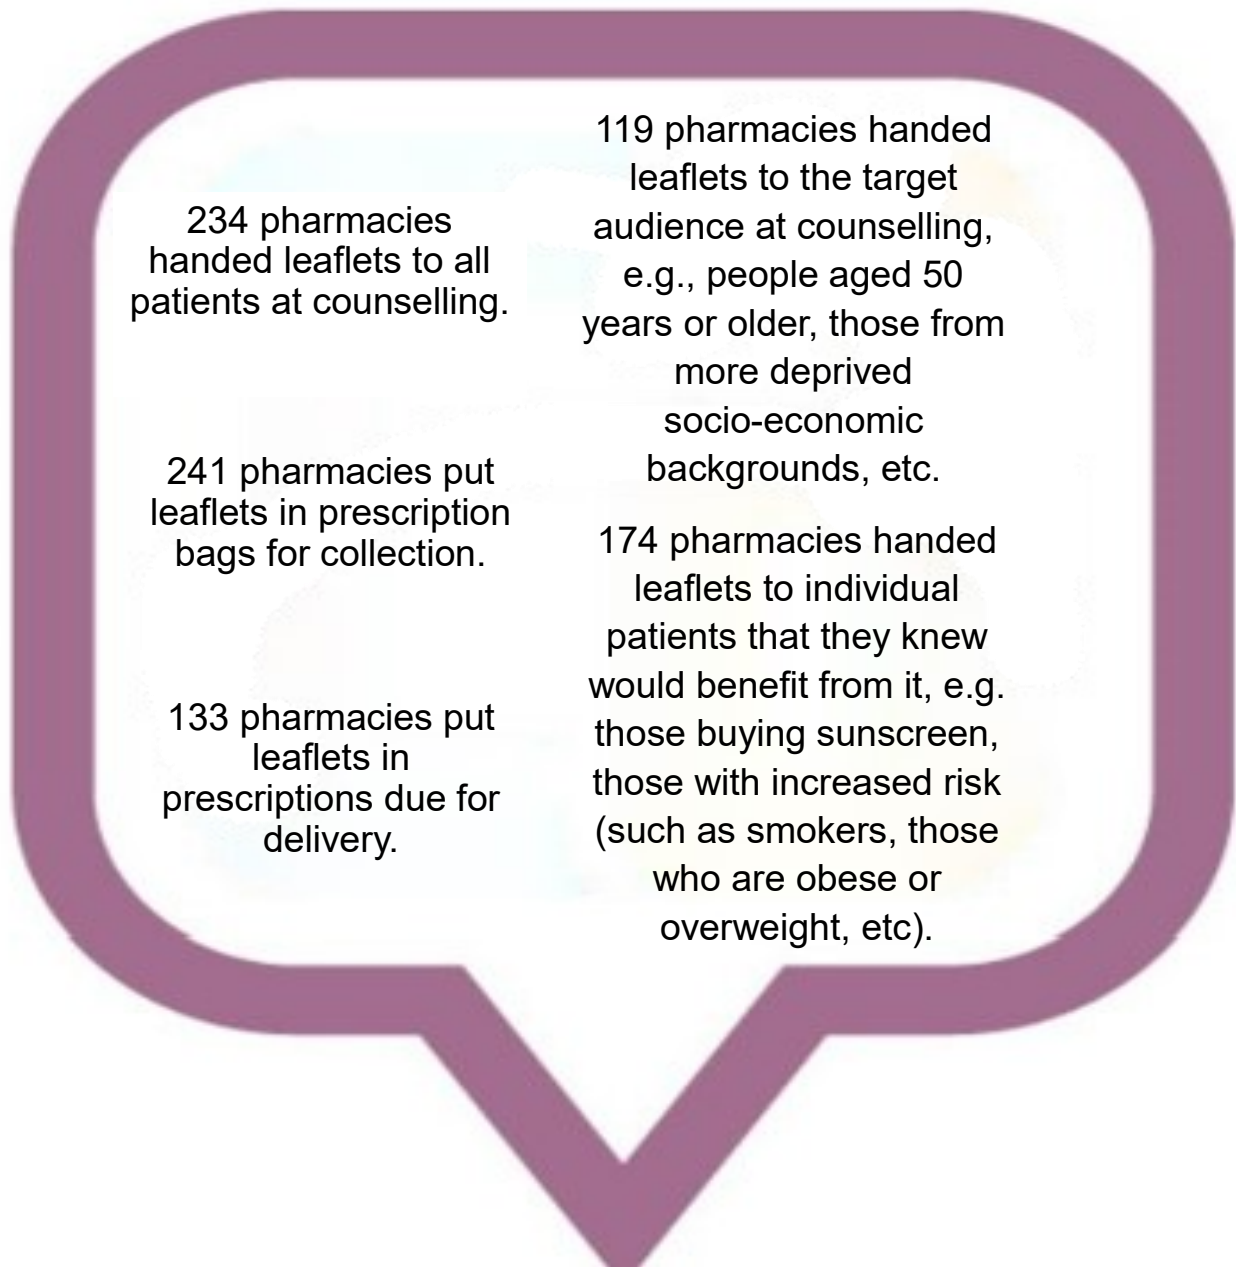 234 pharmacies
handed leaflets to all
patients at counselling.
241 pharmacies put
leaflets in prescription
bags for collection.
133 pharmacies put
leaflets in
prescriptions due for
delivery.
119 pharmacies handed
leaflets to the target
audience at counselling,
e.g., people aged 50
years or older, those from
more deprived
socio-economic
backgrounds, etc.
174 pharmacies handed
leaflets to individual
patients that they knew
would benefit from it, e.g.
those buying sunscreen,
those with increased risk
(such as smokers, those
who are obese or
overweight, etc).